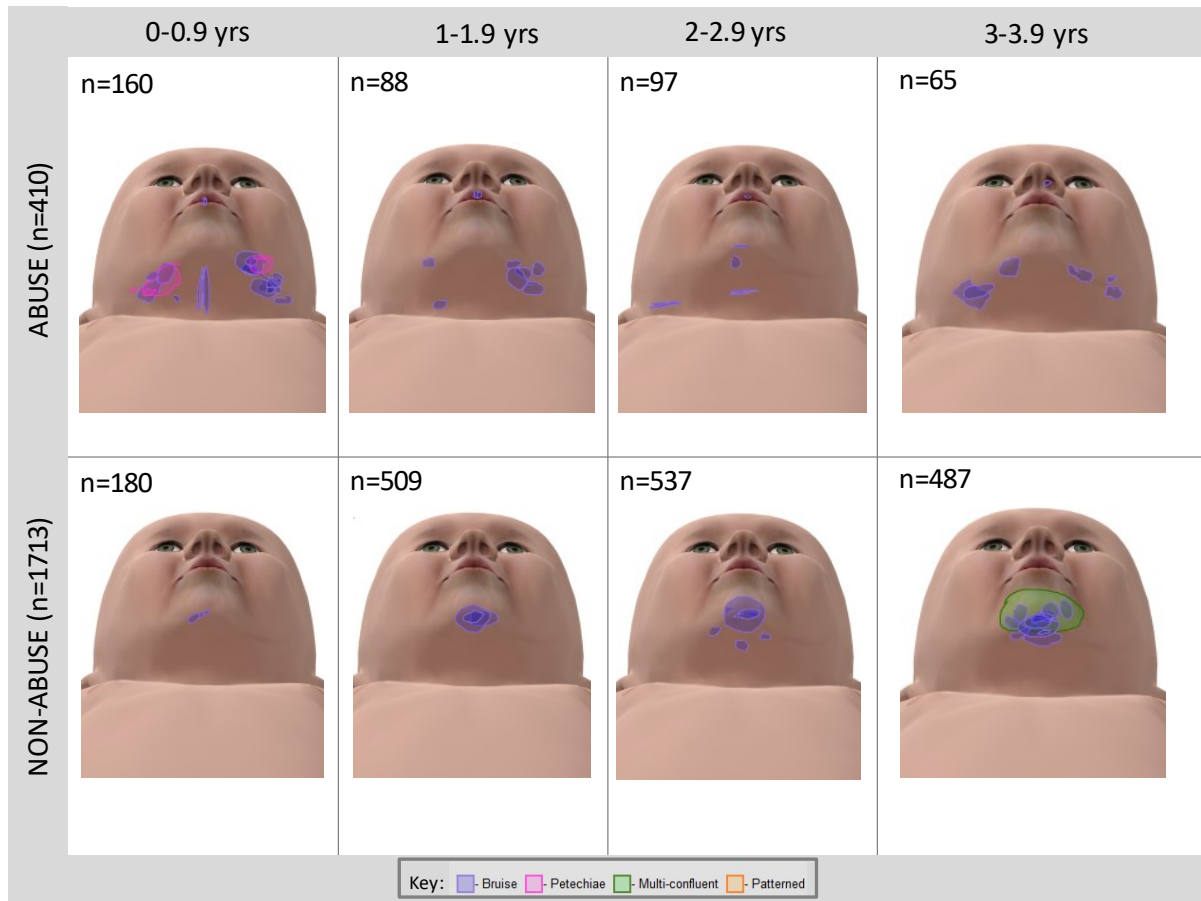 0-0.9 yrs
1-1.9 yrs
2-2.9 yrs
3-3.9 yrs
ABUSE (n=410)
n=160
n=88
n=97
n=65
NON-ABUSE (n=17713)
n=180
n=509
n=537
n=487
Key: - Bruise - Petechiae - Multi-confluent - Patterned